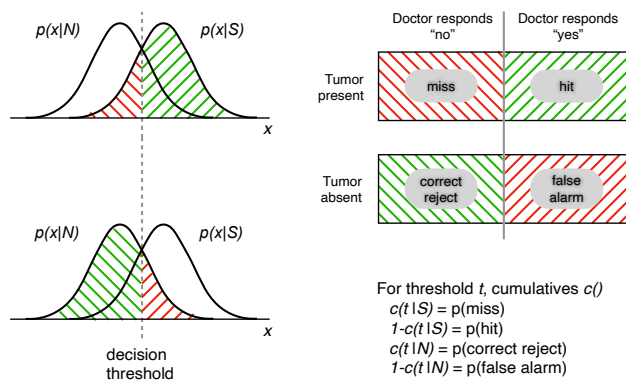 p(x|N)
p(x|S)
x
p(x|N)
p(x|S)
x
decision
threshold
Doctor responds
"no"
Doctor responds
“yes”
Tumor
present
miss
hit
Tumor
absent
correct
reject
false
alarm
For threshold t, cumulatives c()
c(t|S) = p(miss)
1-c(t|S) = p(hit)
c(t|N) = p(correct reject)
1-c(t|N) = p(false alarm)